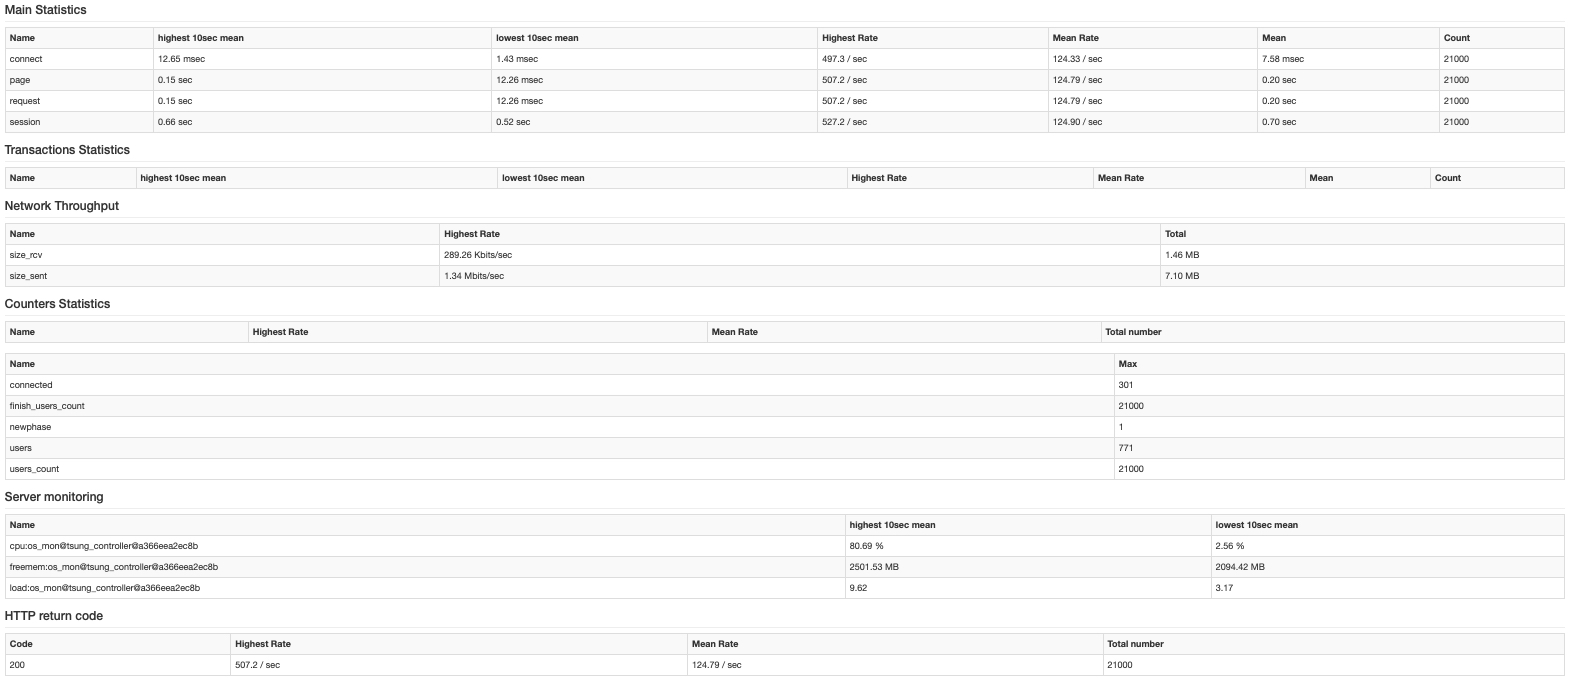 Main Statistics
Name highest 10sec mean lowest 10sec mean Highest Rate Mean Rate Mean Count
connect 12.65 msec 1.43 msec 497.3 / sec 124.33 / sec 7.58 msec 21000
page 0.15 sec 12.26 msec 507.2 / sec 124.79 / sec 0.20 sec 21000
request 0.15 sec 12.26 msec 507.2 / sec 124.79 / sec 0.20 sec 21000
session 0.66 sec 0.52 sec 527.2 / sec 124.90 / sec 0.70 sec 21000
Transactions Statistics
Name highest 10sec mean lowest 10sec mean Highest Rate Mean Rate Mean Count
Network Throughput
Name Highest Rate Total
size_rcv 289.26 Kbits/sec 1.46 MB
size_sent 1.34 Mbits/sec 7.10 MB
Counters Statistics
Name Highest Rate Mean Rate Total number
Name Max
connected 301
finish_users_count 21000
newphase 1
users 771
users_count 21000
Server monitoring
Name highest 10sec mean lowest 10sec mean
cpu:os_mon@tsung_controller@a366eea2ec8b 80.69 % 2.56 %
freemem:os_mon@tsung_controller@a366eea2ec8b 2501.53 MB 2094.42 MB
load:os_mon@tsung_controller@a366eea2ec8b 9.62 3.17
HTTP return code
Code Highest Rate Mean Rate Total number
200 507.2 / sec 124.79 / sec 21000